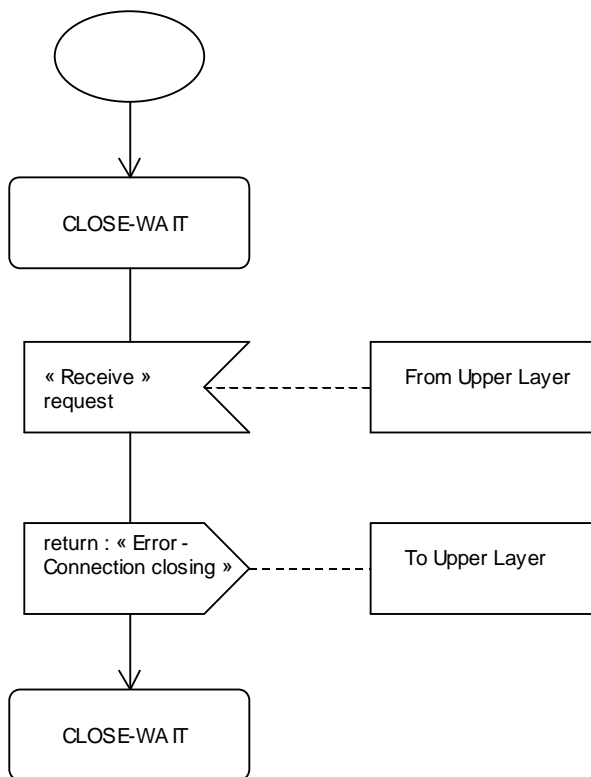 CLOSE-WAIT
« Receive »
request
From Upper Layer
return : « Error -
Connection closing »
To Upper Layer
CLOSE-WAIT